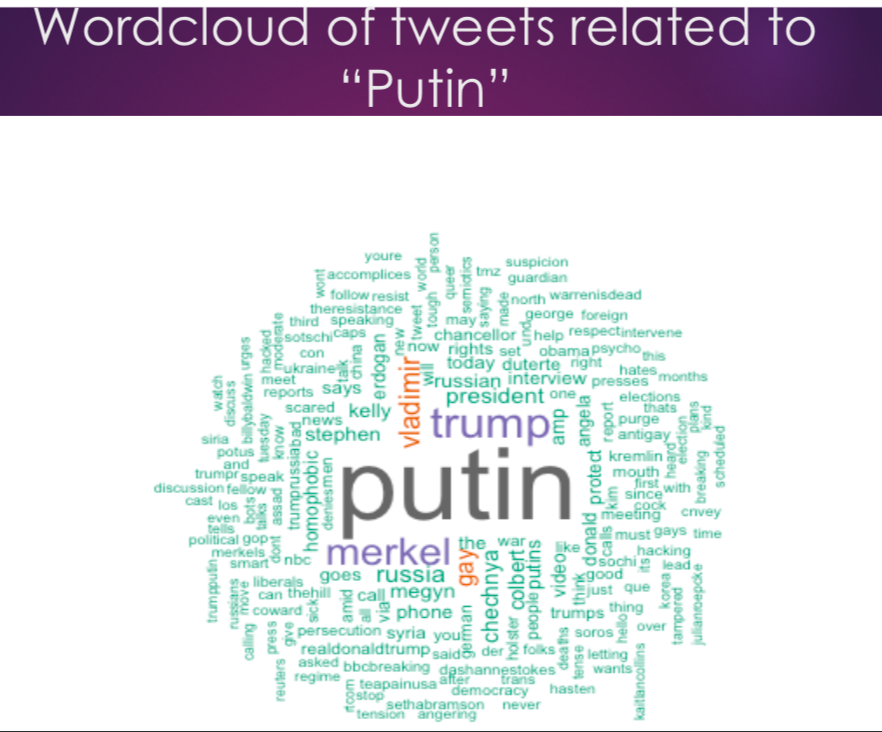 Wordcloud of tweets related to
“Putin”
youre
person
suspicion
wont
accomplices
world
queer
semiotics
tmz
guardian
follow
resist
tough
saying
made
north
warrenisdead
theresistance
tweet
may
und
george
foreign
third
speaking
moderate
hacked
sotschi
caps
new
chancellor
help
respect
intervene
con
china
erdogan
now
rights
set
obama
psycho
this
billybaldwin
urges
ukraine
talk
will
today
duterte
right
hates
meet
vladimir
russian
interview
presses
months
watch
discuss
reports
says
president
one
elections
scared
kelly
trump
amp
angela
report
thats
plans
kind
tuesday
know
bad
news
stephen
purge
antigay
election
heard
scheduled
siria
potus
and
trumprussia
homophobic
denies
men
putin
protect
kremlin
mouth
breaking
trumpr
speak
first
with
discussion
fellow
assad
kim
since
cock
cast
los
bots
talks
even
tells
meeting
cnvey
political
gop
dont
merkel
the
war
like
donald
calls
must
gays
time
merkels
smart
nbc
gay
chechnya
colbert
putins
video
sochi
its
hacking
lead
goes
russia
good
trumpputin
russians
move
liberals
can
thehill
amid
call
megyn
people
think
just
que
korea
tampered
julianroepoke
coward
sick
all
via
phone
trumps
thing
calling
press
give
persecution
syria
you
german
holster
deaths
soros
hello
over
realdonaldtrump
said
der
folks
tense
letting
reuters
asked
bbcbreaking
dashannestokes
wants
regime
after
trans
kaitlancollins
rtcom
teapainusa
democracy
hasten
stop
sethabramson
never
tension
angering